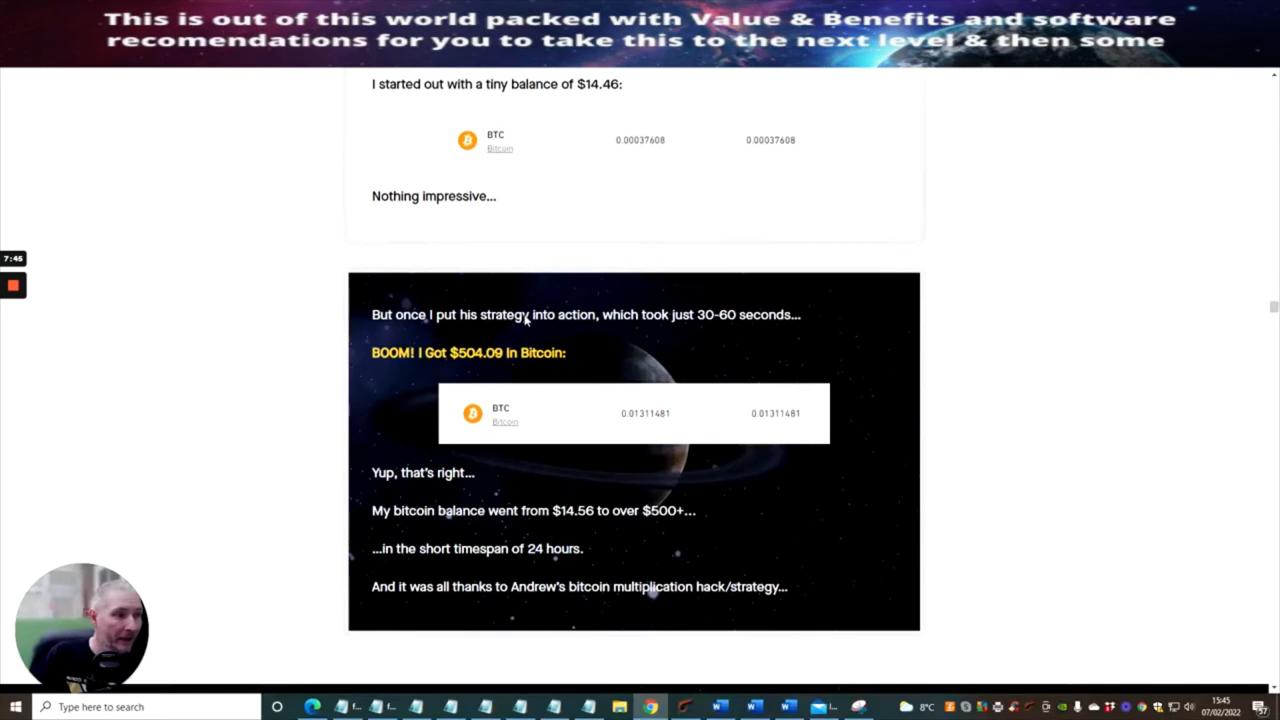 This is out of this world packed with Value & Benefits and software
recomendations for you to take this to the next level & then some
I started out with a tiny balance of $14.46:
BTC
Bitcoin
0.00037608
0.00037608
Nothing impressive...
7:45
But once I put his strategy into action, which took just 30-60 seconds...
BOOM! I Got $504.09 In Bitcoin:
BTC
Bitcoin
0.01311481
0.01311481
Yup, that's right...
My bitcoin balance went from $14.56 to over $500+...
...in the short timespan of 24 hours.
And it was all thanks to Andrew's bitcoin multiplication hack/strategy...
Type here to search
8°C
15:45
07/02/2022